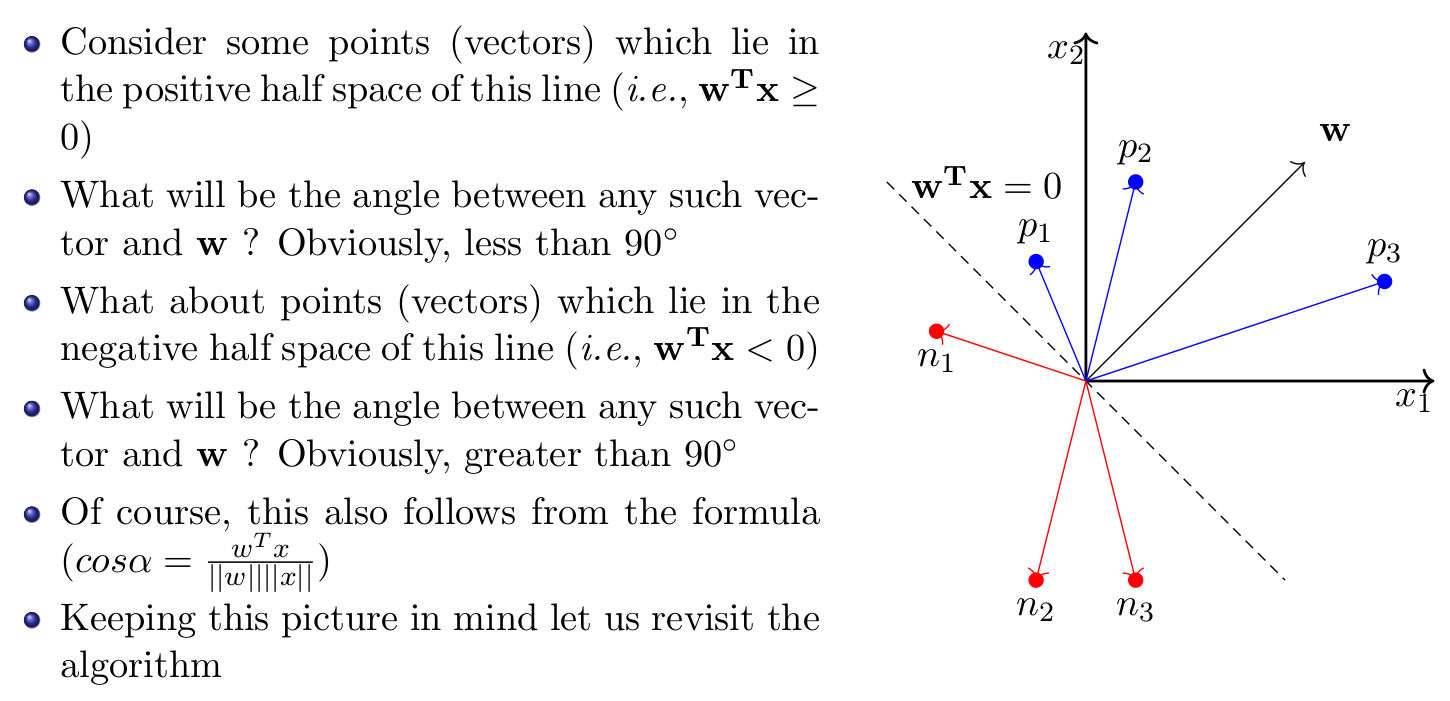 Consider some points (vectors) which lie in
the positive half space of this line (i.e., wᵀx ≥
0)
What will be the angle between any such vec-
tor and w ? Obviously, less than 90°
What about points (vectors) which lie in the
negative half space of this line (i.e., wᵀx < 0)
What will be the angle between any such vec-
tor and w ? Obviously, greater than 90°
Of course, this also follows from the formula
(cosα = \frac{w^T x}{||w||||x||})
Keeping this picture in mind let us revisit the
algorithm
x₂
w
p₂
wᵀx = 0
p₁
p₃
n₁
x₁
n₂
n₃